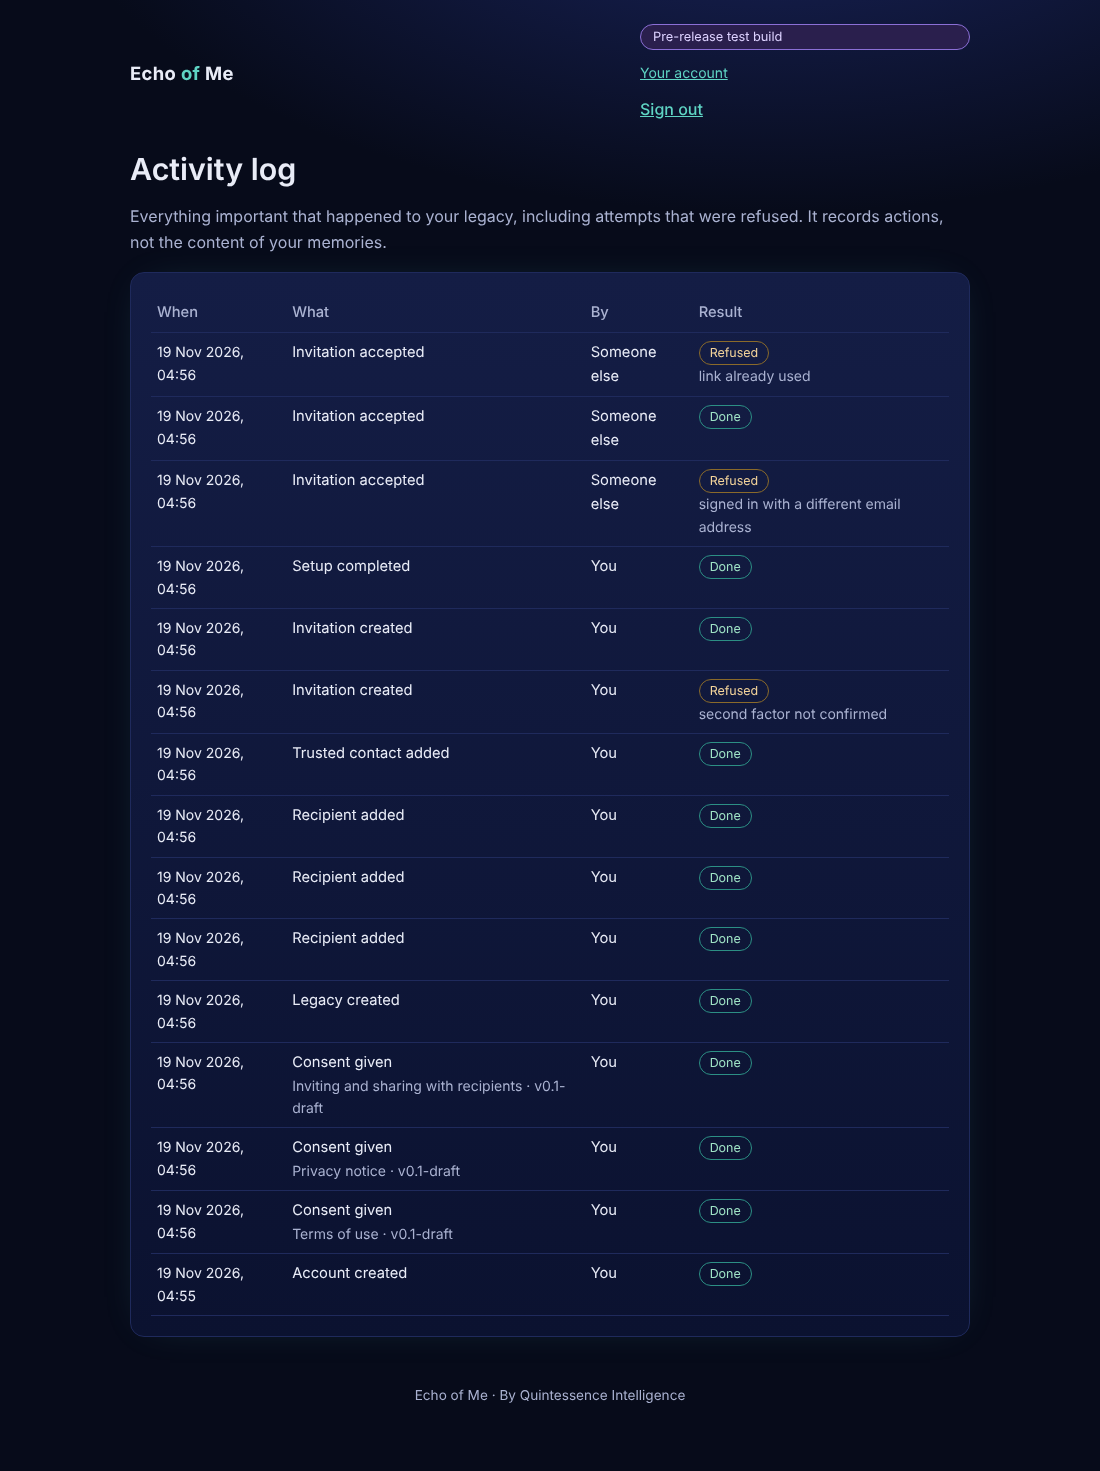 Pre-release test build
Echo of Me
Your account
Sign out
Activity log
Everything important that happened to your legacy, including attempts that were refused. It records actions,
not the content of your memories.
When What By Result
19 Nov 2026, Invitation accepted Someone Refused
04:56 else link already used
19 Nov 2026, Invitation accepted Someone Done
04:56 else
19 Nov 2026, Invitation accepted Someone Refused
04:56 else signed in with a different email
address
19 Nov 2026, Setup completed You Done
04:56
19 Nov 2026, Invitation created You Done
04:56
19 Nov 2026, Invitation created You Refused
04:56 second factor not confirmed
19 Nov 2026, Trusted contact added You Done
04:56
19 Nov 2026, Recipient added You Done
04:56
19 Nov 2026, Recipient added You Done
04:56
19 Nov 2026, Recipient added You Done
04:56
19 Nov 2026, Legacy created You Done
04:56
19 Nov 2026, Consent given You Done
04:56 Inviting and sharing with recipients · v0.1-
draft
19 Nov 2026, Consent given You Done
04:56 Privacy notice · v0.1-draft
19 Nov 2026, Consent given You Done
04:56 Terms of use · v0.1-draft
19 Nov 2026, Account created You Done
04:55
Echo of Me · By Quintessence Intelligence